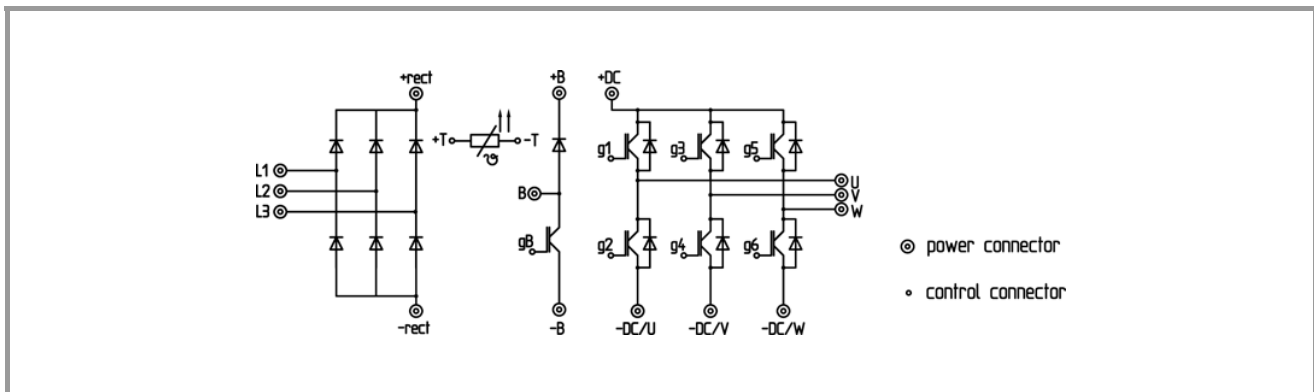 +rect
+B
+DC
+T
-T
ϑ
g1
g3
g5
L1
L2
L3
B
U
V
W
gB
g2
g4
g6
power connector
control connector
-rect
-B
-DC/U
-DC/V
-DC/W